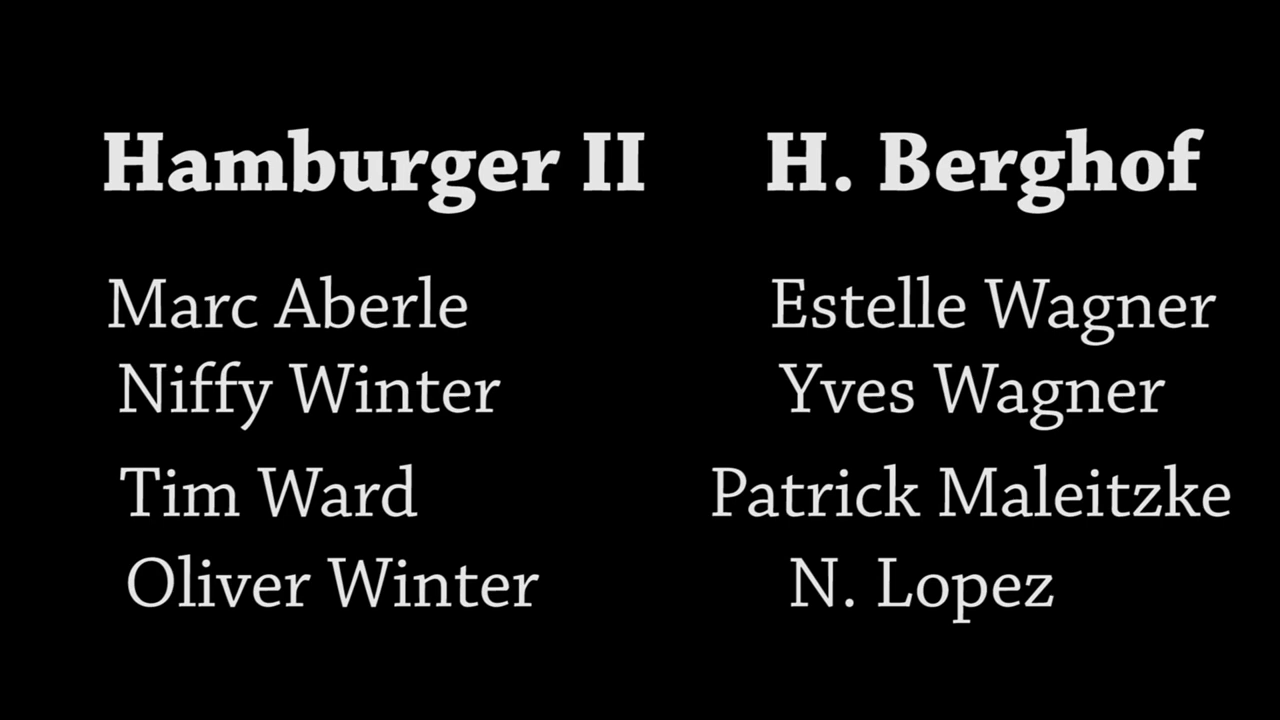 Hamburger II H. Berghof
Marc Aberle Estelle Wagner
Niffy Winter Yves Wagner
Tim Ward Patrick Maleitzke
Oliver Winter N. Lopez